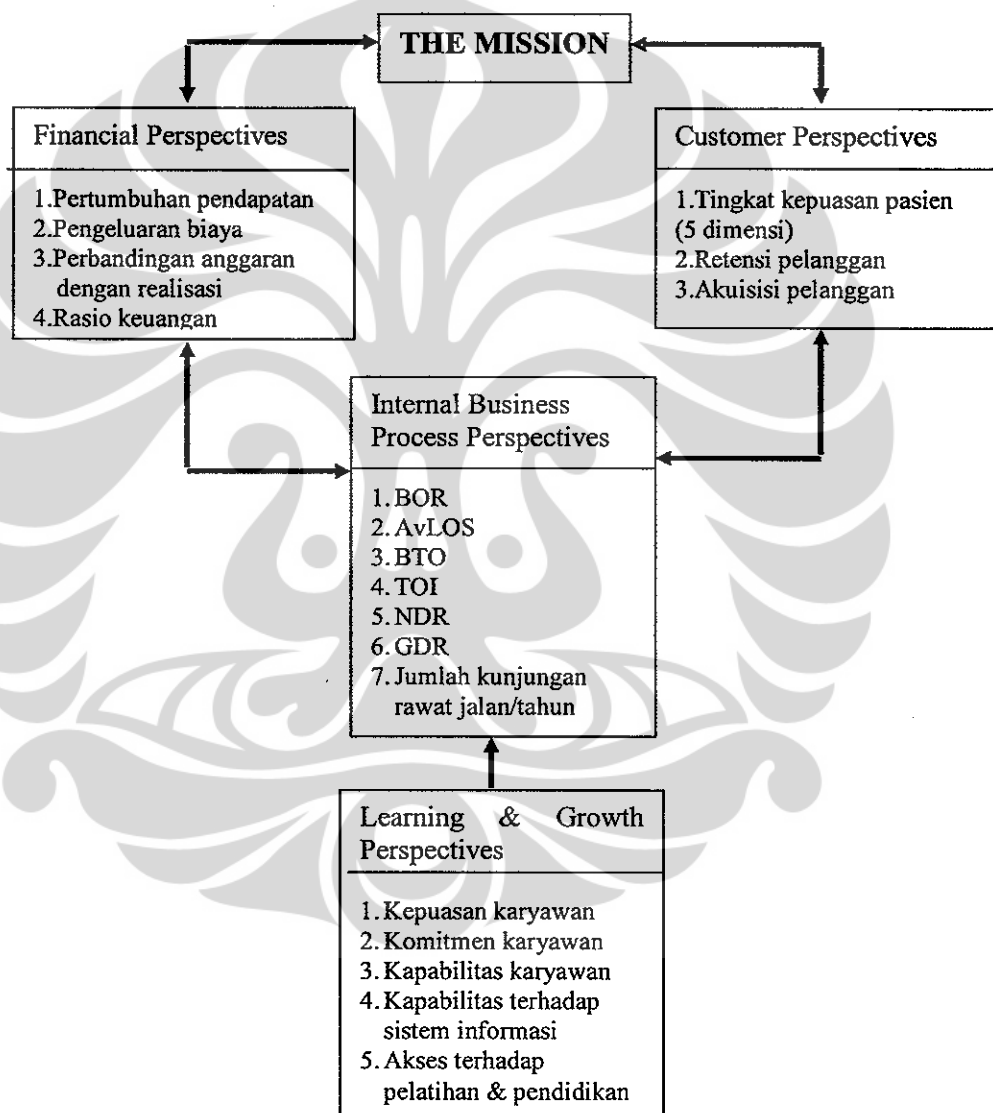 THE MISSION
Financial Perspectives
1.Pertumbuhan pendapatan
2.Pengeluaran biaya
3.Perbandingan anggaran
dengan realisasi
4.Rasio keuangan
Customer Perspectives
1.Tingkat kepuasan pasien
(5 dimensi)
2.Retensi pelanggan
3.Akuisisi pelanggan
Internal Business
Process Perspectives
1. BOR
2. AvLOS
3. BTO
4. TOI
5. NDR
6. GDR
7. Jumlah kunjungan
rawat jalan/tahun
Learning & Growth
Perspectives
1. Kepuasan karyawan
2. Komitmen karyawan
3. Kapabilitas karyawan
4. Kapabilitas terhadap
sistem informasi
5. Akses terhadap
pelatihan & pendidikan